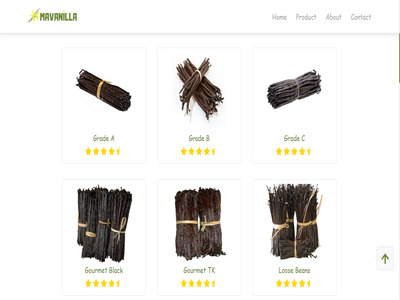 MAVANILLA
Home Product About Contact
Grade A Grade B Grade C
Gourmet Black Gourmet TK Loose Beans